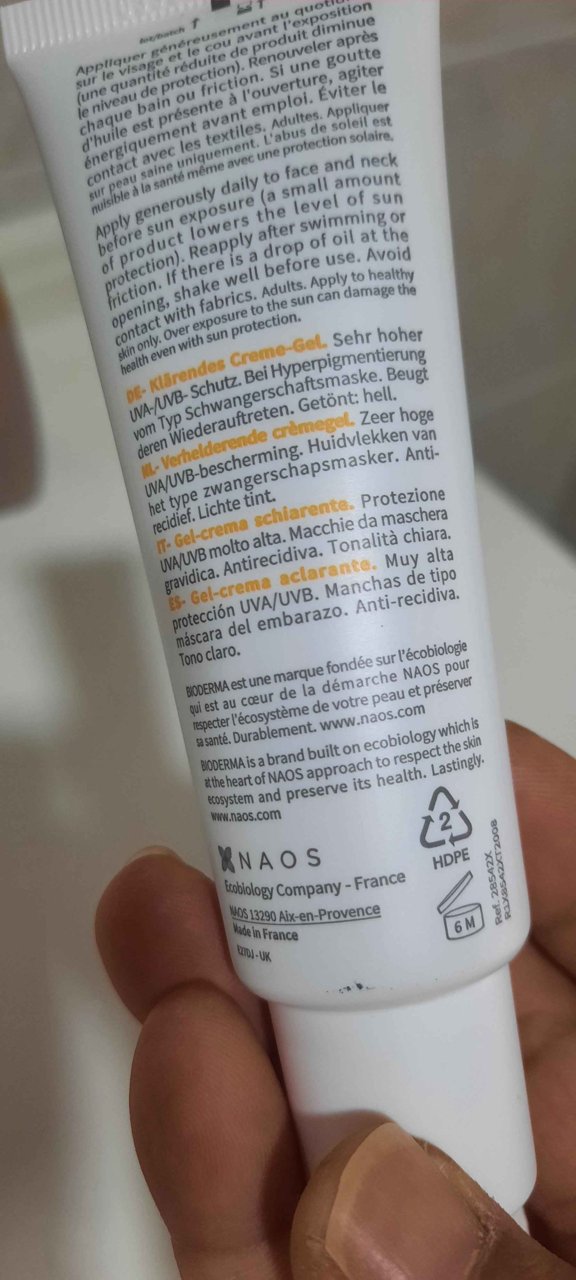 lot/batch
Appliquer généreusement au quotidien
sur le visage et le cou avant l'exposition
(une quantité réduite de produit diminue
le niveau de protection). Renouveler après
chaque bain ou friction. Si une goutte
d'huile est présente à l'ouverture, agiter
énergiquement avant emploi. Éviter le
contact avec les textiles. Adultes. Appliquer
sur peau saine uniquement. L'abus de soleil est
nuisible à la santé même avec une protection solaire.
Apply generously daily to face and neck
before sun exposure (a small amount
of product lowers the level of sun
protection). Reapply after swimming or
friction. If there is a drop of oil at the
opening, shake well before use. Avoid
contact with fabrics. Adults. Apply to healthy
skin only. Over exposure to the sun can damage the
health even with sun protection.
DE- Klärendes Creme-Gel. Sehr hoher
UVA-/UVB- Schutz. Bei Hyperpigmentierung
vom Typ Schwangerschaftsmaske. Beugt
deren Wiederauftreten. Getönt: hell.
NL- Verhelderende crèmegel. Zeer hoge
UVA/UVB-bescherming. Huidvlekken van
het type zwangerschapsmasker. Anti-
recidief. Lichte tint.
IT- Gel-crema schiarente. Protezione
UVA/UVB molto alta. Macchie da maschera
gravidica. Antirecidiva. Tonalità chiara.
ES- Gel-crema aclarante. Muy alta
protección UVA/UVB. Manchas de tipo
máscara del embarazo. Anti-recidiva.
Tono claro.
BIODERMA est une marque fondée sur l'écobiologie
qui est au cœur de la démarche NAOS pour
respecter l'écosystème de votre peau et préserver
sa santé. Durablement. www.naos.com
BIODERMA is a brand built on ecobiology which is
at the heart of NAOS approach to respect the skin
ecosystem and preserve its health. Lastingly.
www.naos.com
NAOS
Ecobiology Company - France
NAOS 13290 Aix-en-Provence
Made in France
2
HDPE
6 M
Ref. 28542X